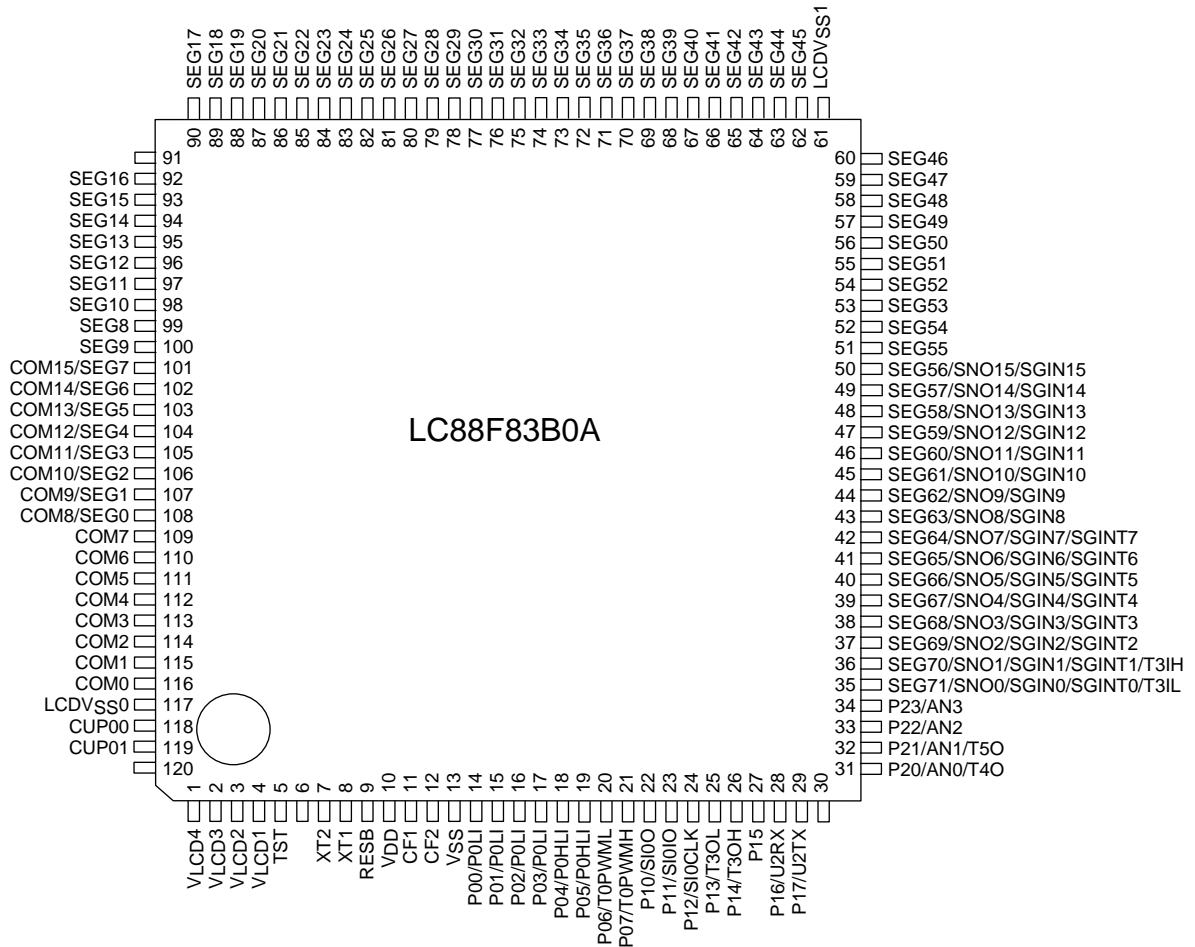 SEG17
SEG18
SEG19
SEG20
SEG21
SEG22
SEG23
SEG24
SEG25
SEG26
SEG27
SEG28
SEG29
SEG30
SEG31
SEG32
SEG33
SEG34
SEG35
SEG36
SEG37
SEG38
SEG39
SEG40
SEG41
SEG42
SEG43
SEG44
SEG45
LCDVSS1
90
89
88
87
86
85
84
83
82
81
80
79
78
77
76
75
74
73
72
71
70
69
68
67
66
65
64
63
62
61
91
SEG16 92
SEG15 93
SEG14 94
SEG13 95
SEG12 96
SEG11 97
SEG10 98
SEG8 99
SEG9 100
COM15/SEG7 101
COM14/SEG6 102
COM13/SEG5 103
COM12/SEG4 104
COM11/SEG3 105
COM10/SEG2 106
COM9/SEG1 107
COM8/SEG0 108
COM7 109
COM6 110
COM5 111
COM4 112
COM3 113
COM2 114
COM1 115
COM0 116
LCDVSS0 117
CUP00 118
CUP01 119
120
LC88F83B0A
60 SEG46
59 SEG47
58 SEG48
57 SEG49
56 SEG50
55 SEG51
54 SEG52
53 SEG53
52 SEG54
51 SEG55
50 SEG56/SNO15/SGIN15
49 SEG57/SNO14/SGIN14
48 SEG58/SNO13/SGIN13
47 SEG59/SNO12/SGIN12
46 SEG60/SNO11/SGIN11
45 SEG61/SNO10/SGIN10
44 SEG62/SNO9/SGIN9
43 SEG63/SNO8/SGIN8
42 SEG64/SNO7/SGIN7/SGINT7
41 SEG65/SNO6/SGIN6/SGINT6
40 SEG66/SNO5/SGIN5/SGINT5
39 SEG67/SNO4/SGIN4/SGINT4
38 SEG68/SNO3/SGIN3/SGINT3
37 SEG69/SNO2/SGIN2/SGINT2
36 SEG70/SNO1/SGIN1/SGINT1/T3IH
35 SEG71/SNO0/SGIN0/SGINT0/T3IL
34 P23/AN3
33 P22/AN2
32 P21/AN1/T5O
31 P20/AN0/T4O
1
2
3
4
5
6
7
8
9
10
11
12
13
14
15
16
17
18
19
20
21
22
23
24
25
26
27
28
29
30
VLCD4
VLCD3
VLCD2
VLCD1
TST
XT2
XT1
RESB
VDD
CF1
CF2
VSS
P00/P0LI
P01/P0LI
P02/P0LI
P03/P0LI
P04/P0HLI
P05/P0HLI
P06/T0PWML
P07/T0PWMH
P10/SI0O
P11/SI0IO
P12/SI0CLK
P13/T3OL
P14/T3OH
P15
P16/U2RX
P17/U2TX